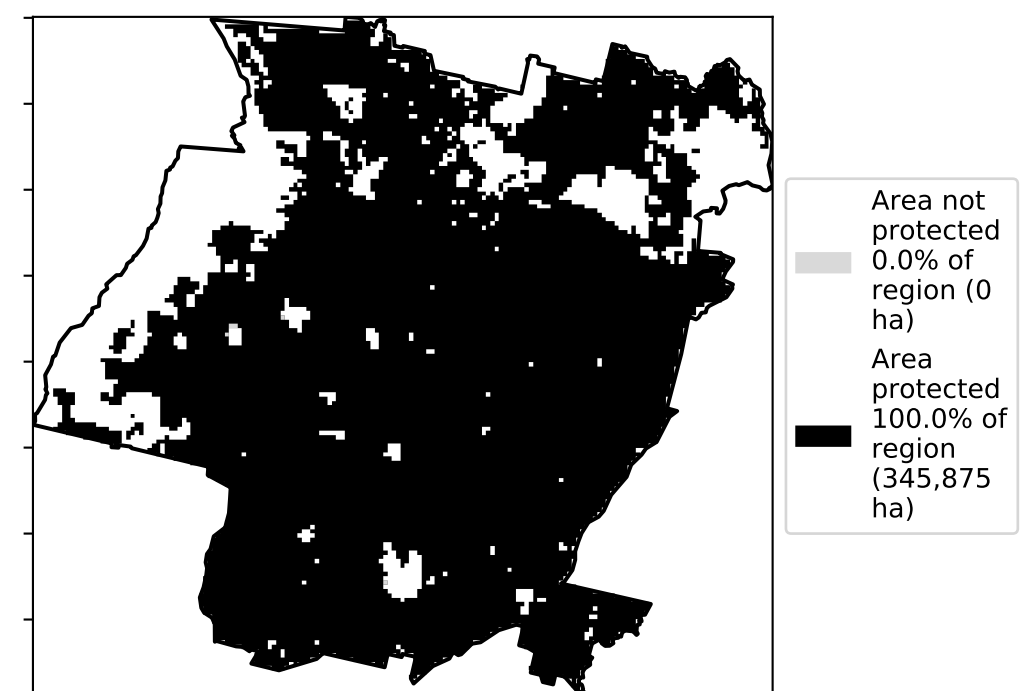 Area not
protected
0.0% of
region (0
ha)
Area
protected
100.0% of
region
(345,875
ha)